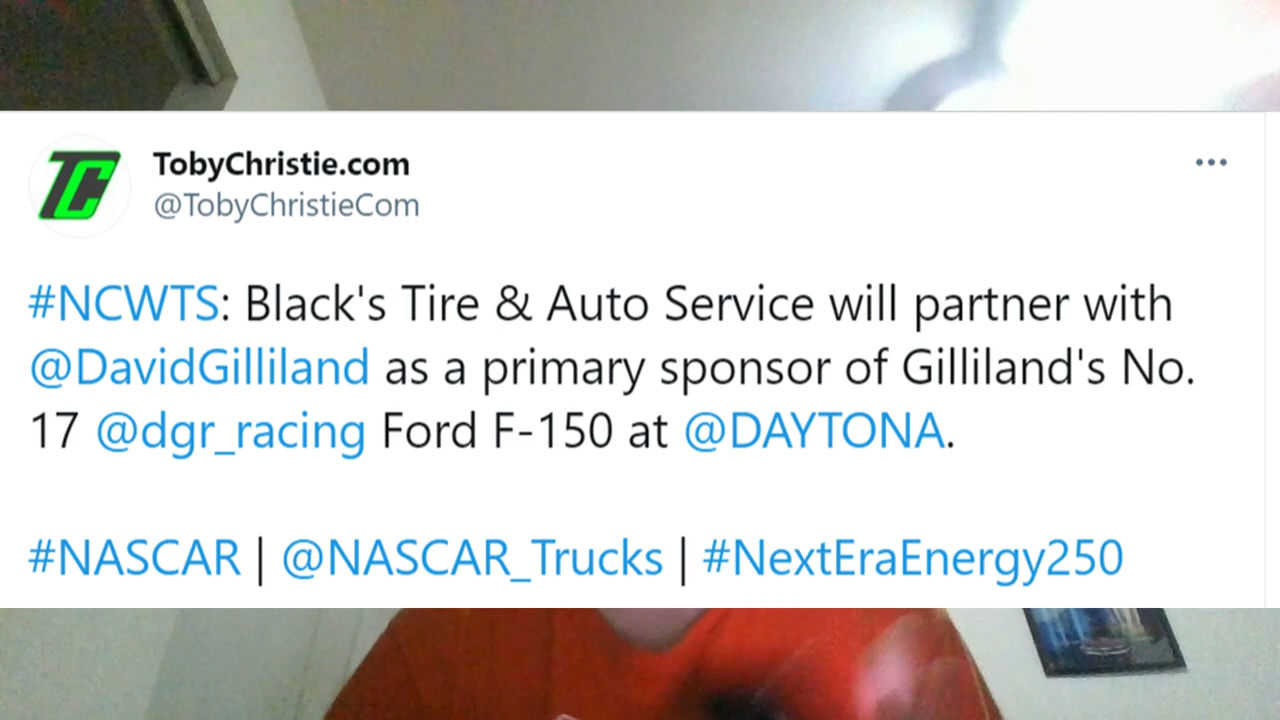 TC
TobyChristie.com
@TobyChristieCom
#NCWTS: Black's Tire & Auto Service will partner with
@DavidGilliland as a primary sponsor of Gilliland's No.
17 @dgr_racing Ford F-150 at @DAYTONA.
#NASCAR | @NASCAR_Trucks | #NextEraEnergy250